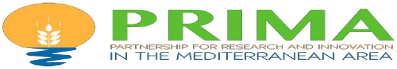 PRIMA
PARTNERSHIP FOR RESEARCH AND INNOVATION
IN THE MEDITERRANEAN AREA